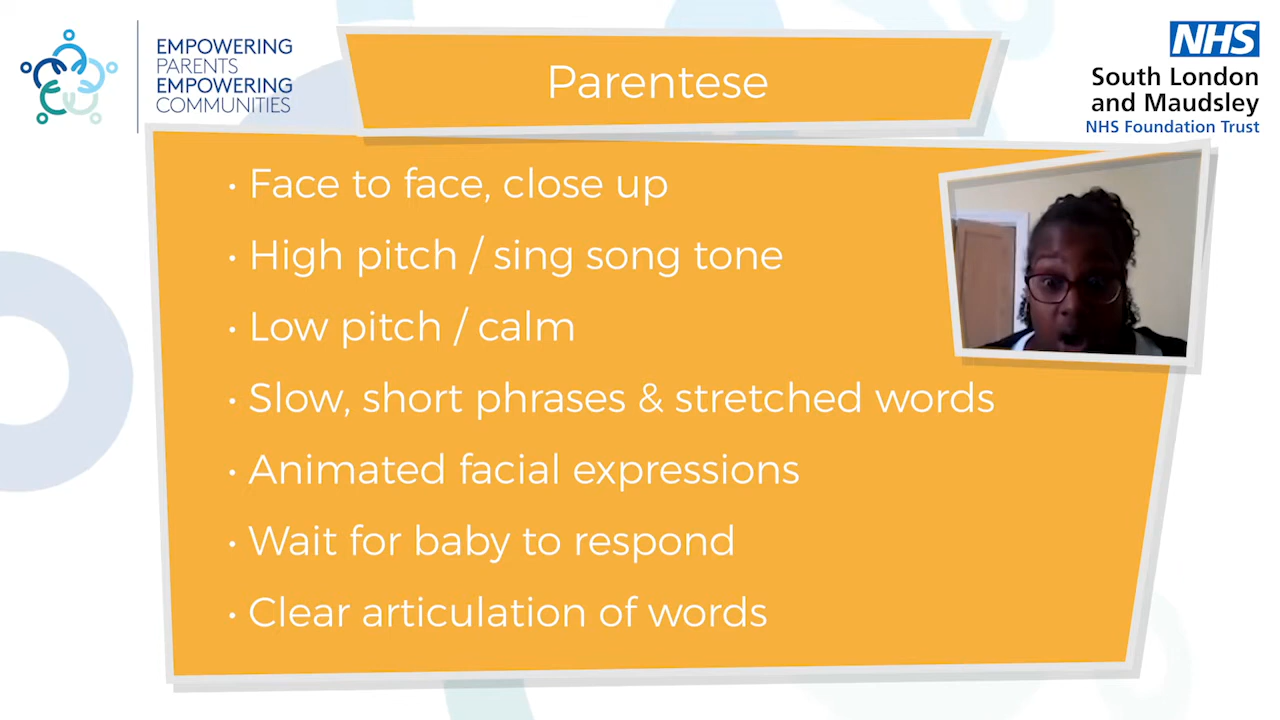 EMPOWERING
PARENTS
EMPOWERING
COMMUNITIES
Parentese
NHS
South London
and Maudsley
NHS Foundation Trust
• Face to face, close up
• High pitch / sing song tone
• Low pitch / calm
• Slow, short phrases & stretched words
• Animated facial expressions
• Wait for baby to respond
• Clear articulation of words